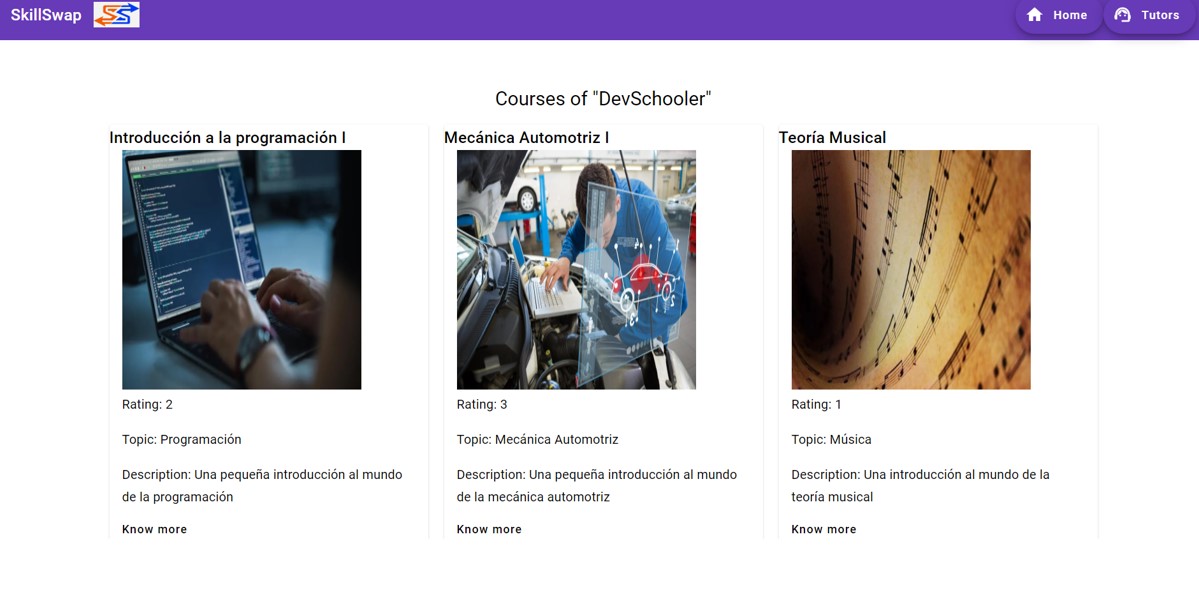 SkillSwap
Home
Tutors
Courses of "DevSchooler"
Introducción a la programación I
Mecánica Automotriz I
Teoría Musical
Rating: 2
Rating: 3
Rating: 1
Topic: Programación
Topic: Mecánica Automotriz
Topic: Música
Description: Una pequeña introducción al mundo
de la programación
Description: Una pequeña introducción al mundo
de la mecánica automotriz
Description: Una introducción al mundo de la
teoría musical
Know more
Know more
Know more